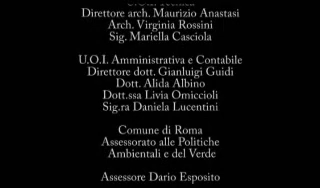 Direttore arch. Maurizio Anastasi
Arch. Virginia Rossini
Sig. Mariella Casciola
U.O.I. Amministrativa e Contabile
Direttore dott. Gianluigi Guidi
Dott. Alida Albino
Dott.ssa Livia Omiccioli
Sig.ra Daniela Lucentini
Comune di Roma
Assessorato alle Politiche
Ambientali e del Verde
Assessore Dario Esposito